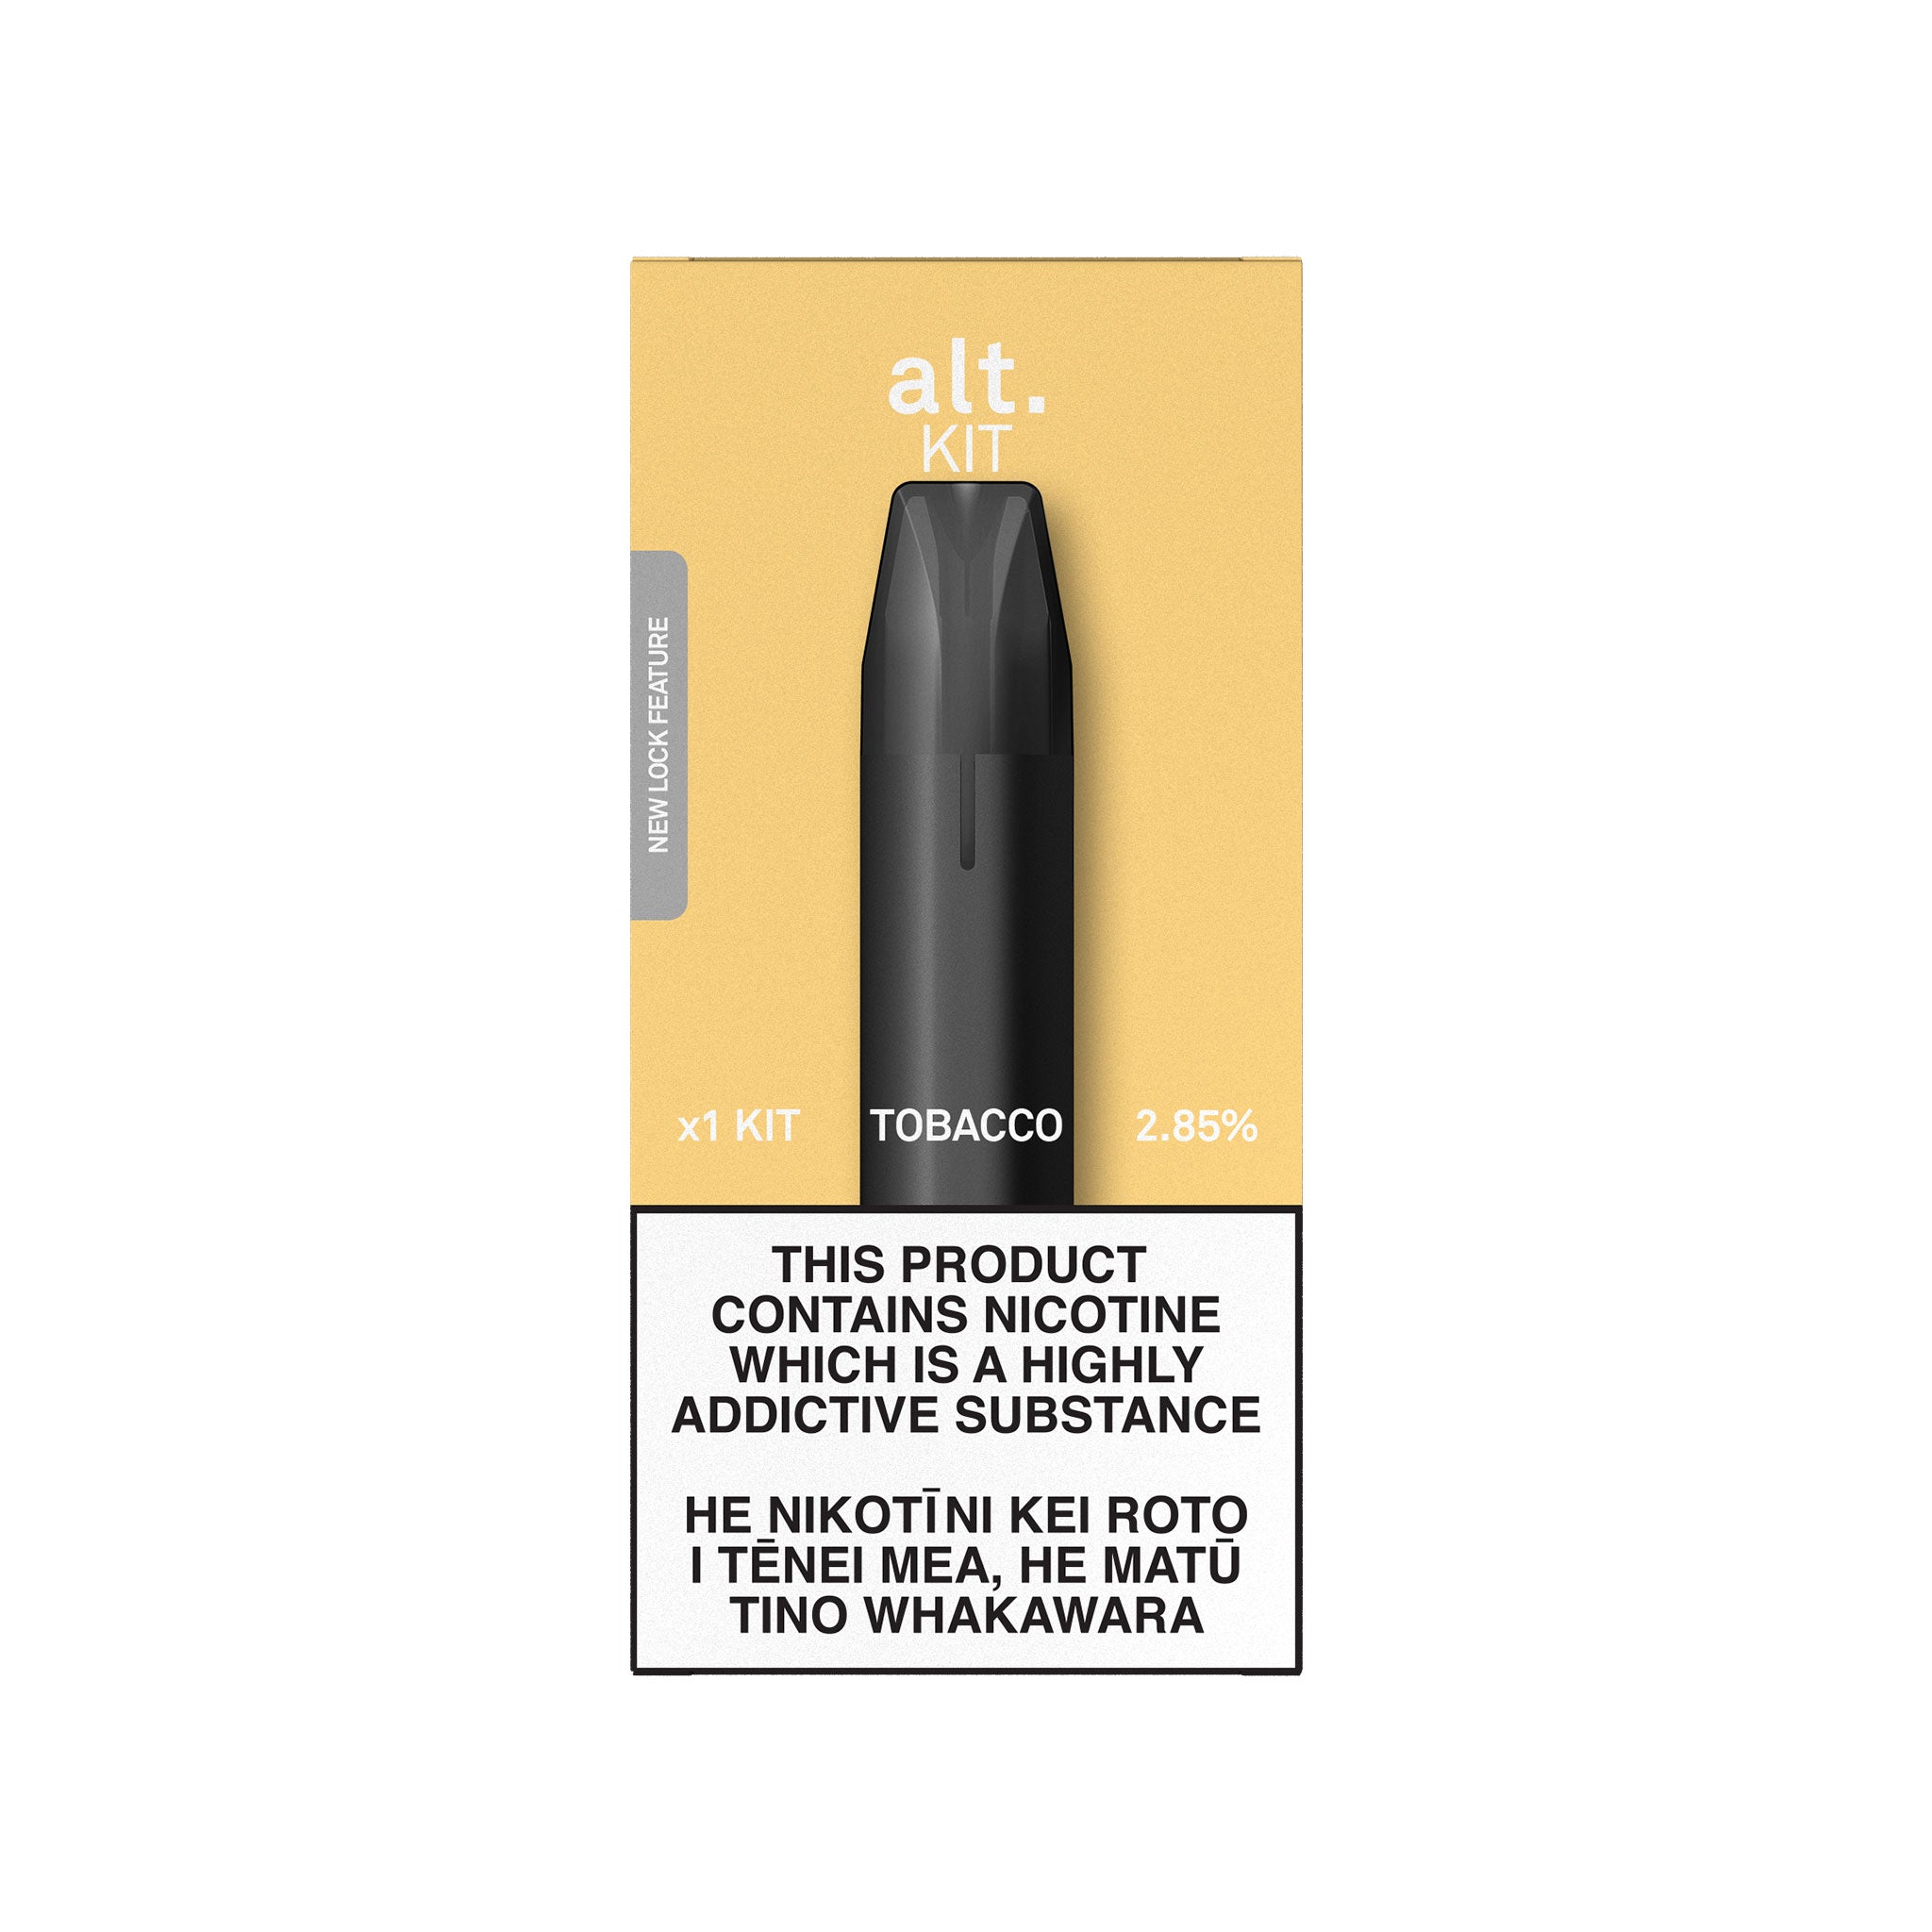 alt.
KIT
NEW LOCK FEATURE
x1 KIT TOBACCO 2.85%
THIS PRODUCT
CONTAINS NICOTINE
WHICH IS A HIGHLY
ADDICTIVE SUBSTANCE
HE NIKOTĪNI KEI ROTO
I TĒNEI MEA, HE MATŪ
TINO WHAKAWARA